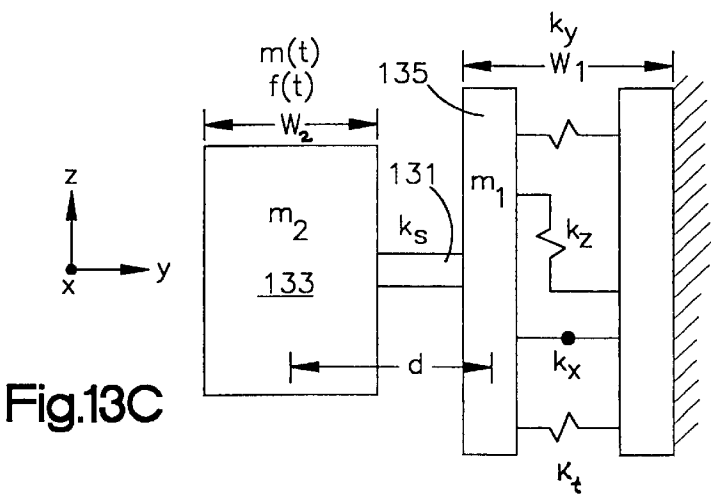 m(t)
f(t)
W₂
135
k_y
W₁
z
y
x
m₂
133
131
k_s
m₁
k_z
d
k_x
K_t
Fig.13C